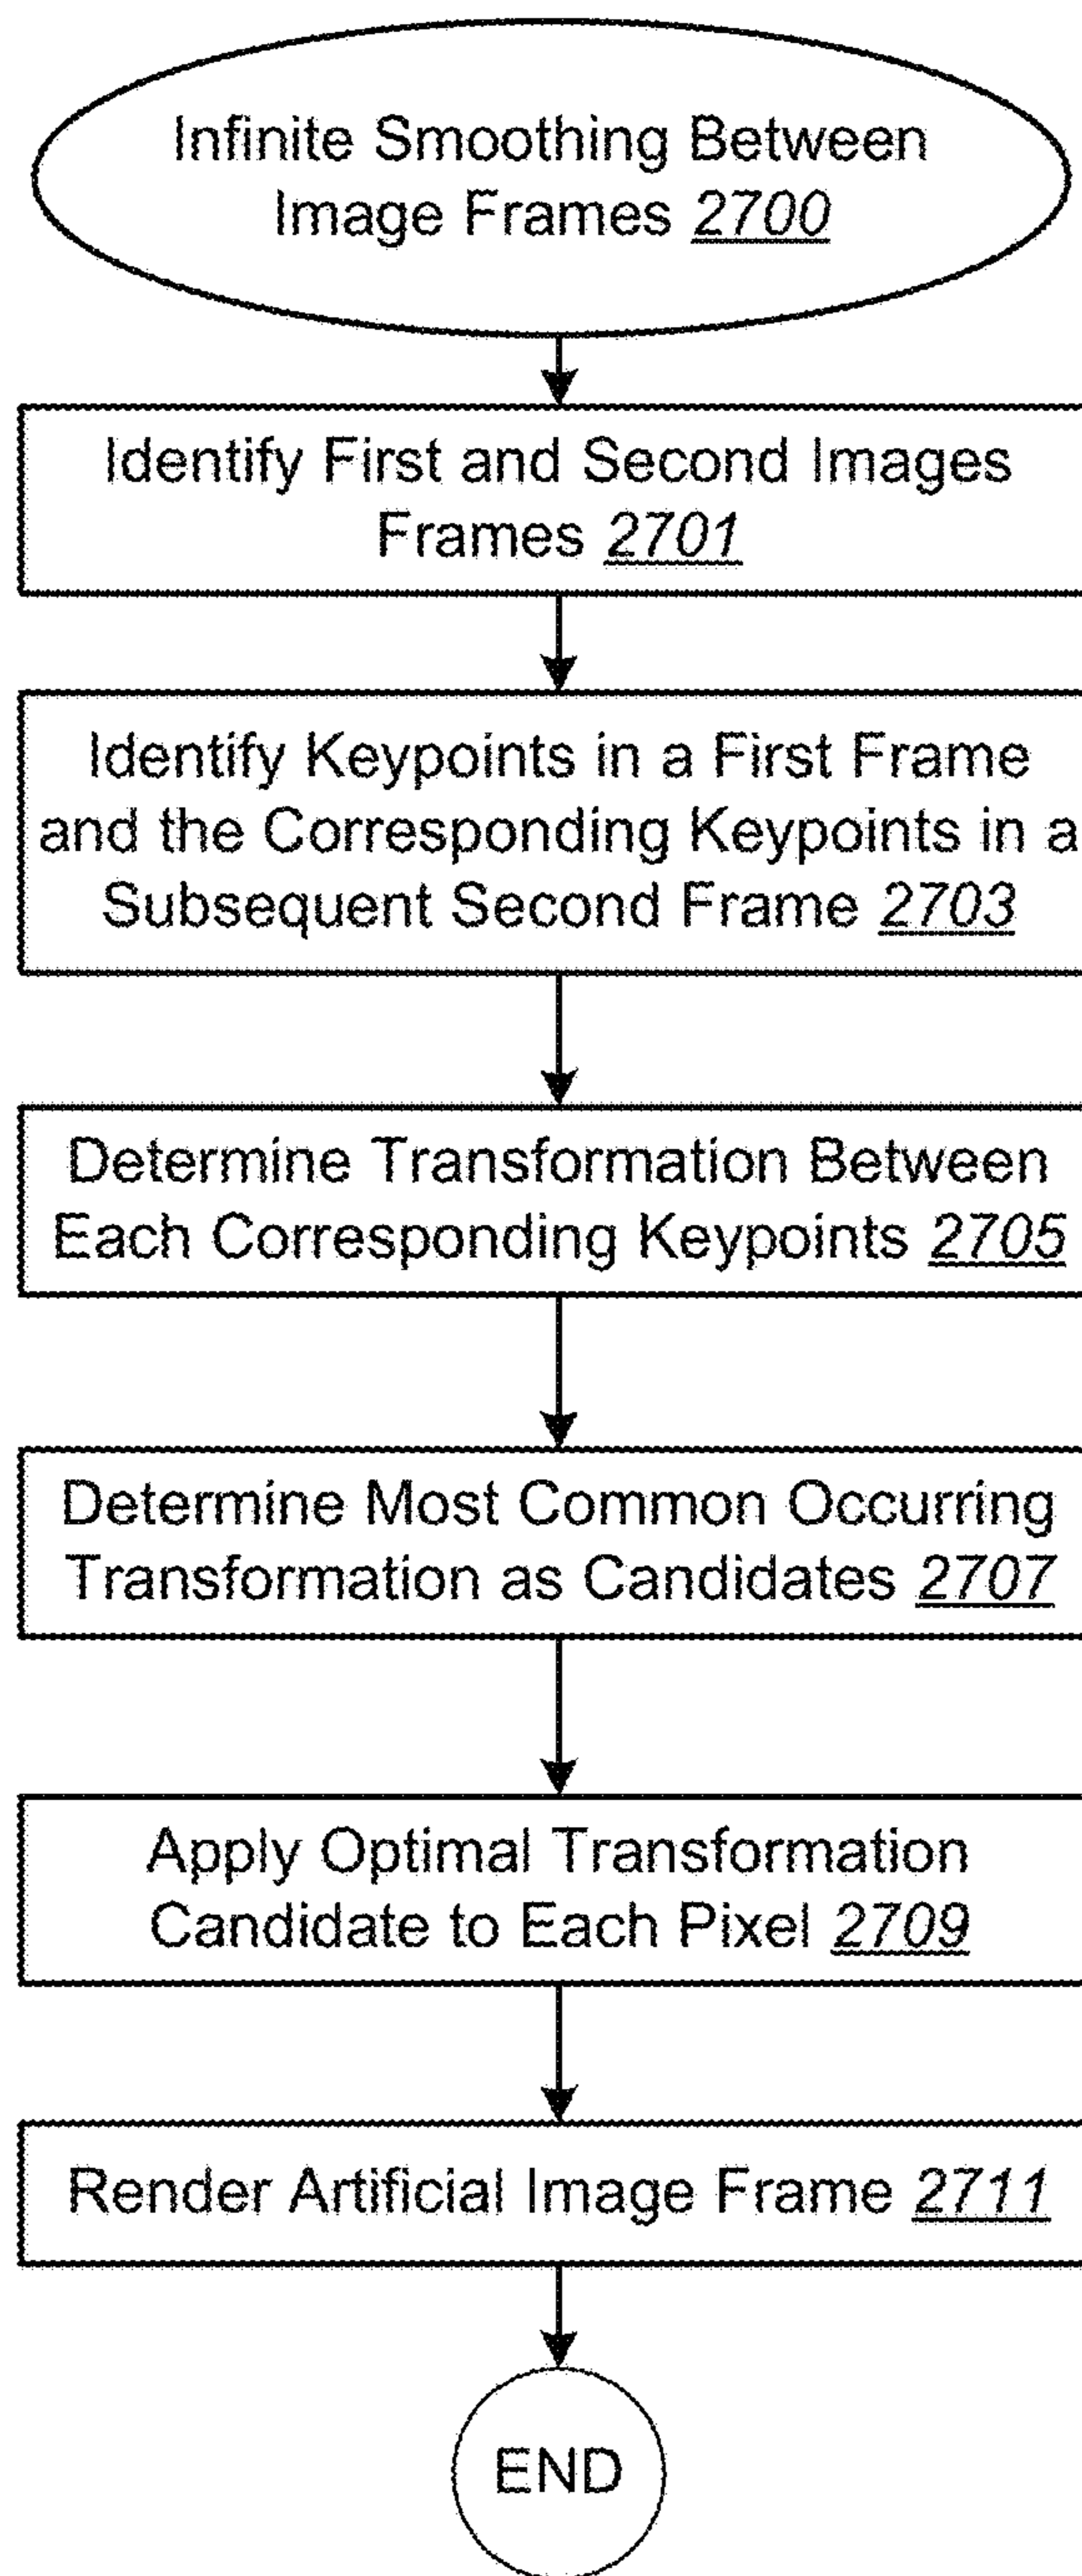 Infinite Smoothing Between
Image Frames 2700
Identify First and Second Images
Frames 2701
Identify Keypoints in a First Frame
and the Corresponding Keypoints in a
Subsequent Second Frame 2703
Determine Transformation Between
Each Corresponding Keypoints 2705
Determine Most Common Occurring
Transformation as Candidates 2707
Apply Optimal Transformation
Candidate to Each Pixel 2709
Render Artificial Image Frame 2711
END